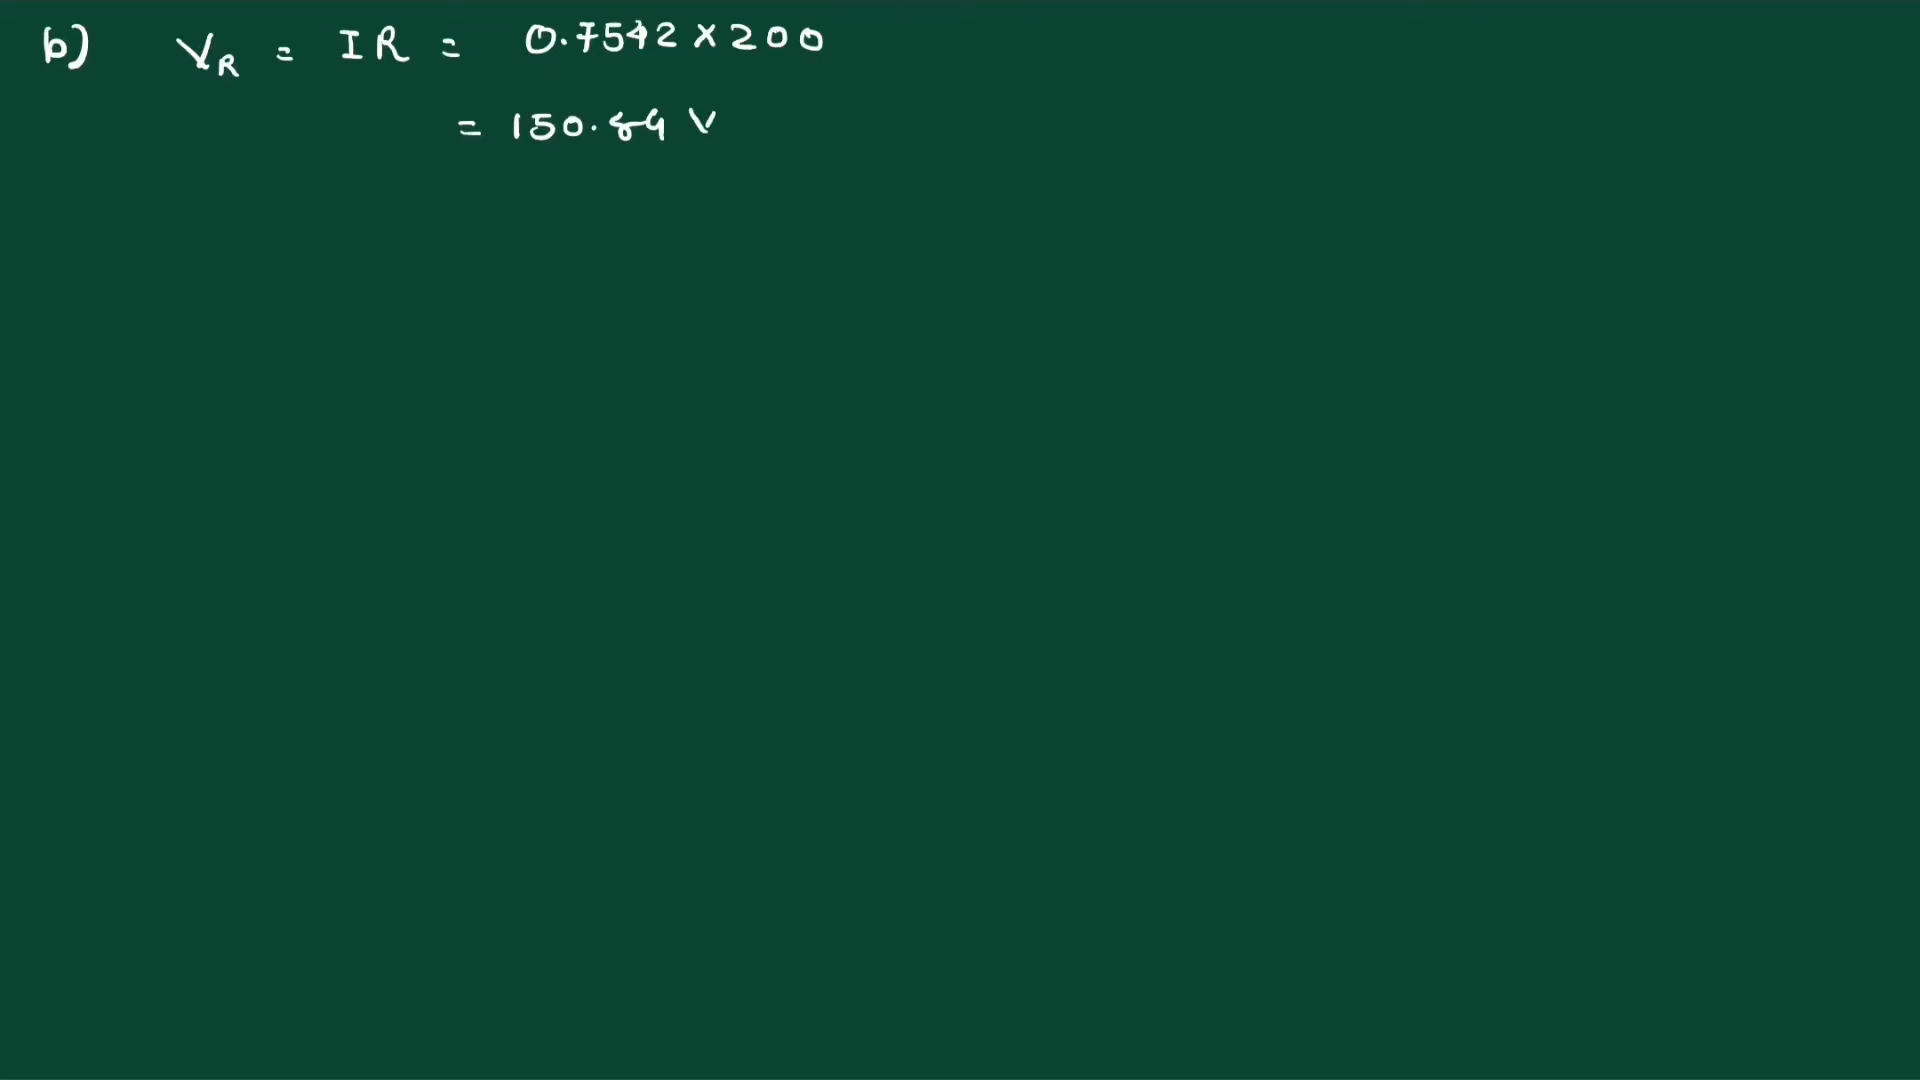 b) V_R = IR = 0.7542 × 200
= 150.84 V